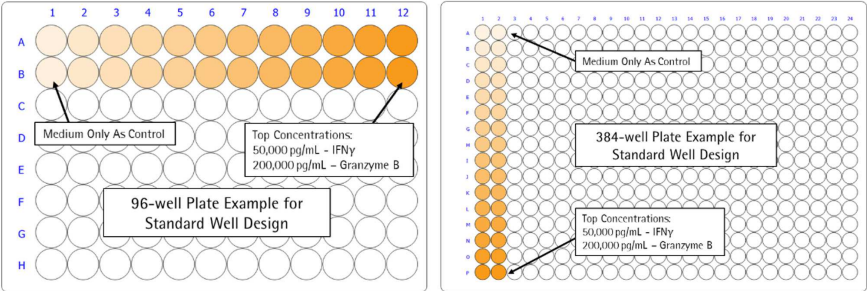 1 2 3 4 5 6 7 8 9 10 11 12
A
B
C
D
E
F
G
H
Medium Only As Control
Top Concentrations:
50,000 pg/mL - IFNγ
200,000 pg/mL – Granzyme B
96-well Plate Example for
Standard Well Design
1 2 3 4 5 6 7 8 9 10 11 12 13 14 15 16 17 18 19 20 21 22 23 24
A
B
C
D
E
F
G
H
I
J
K
L
M
N
O
P
Medium Only As Control
384-well Plate Example for
Standard Well Design
Top Concentrations:
50,000 pg/mL - IFNγ
200,000 pg/mL – Granzyme B